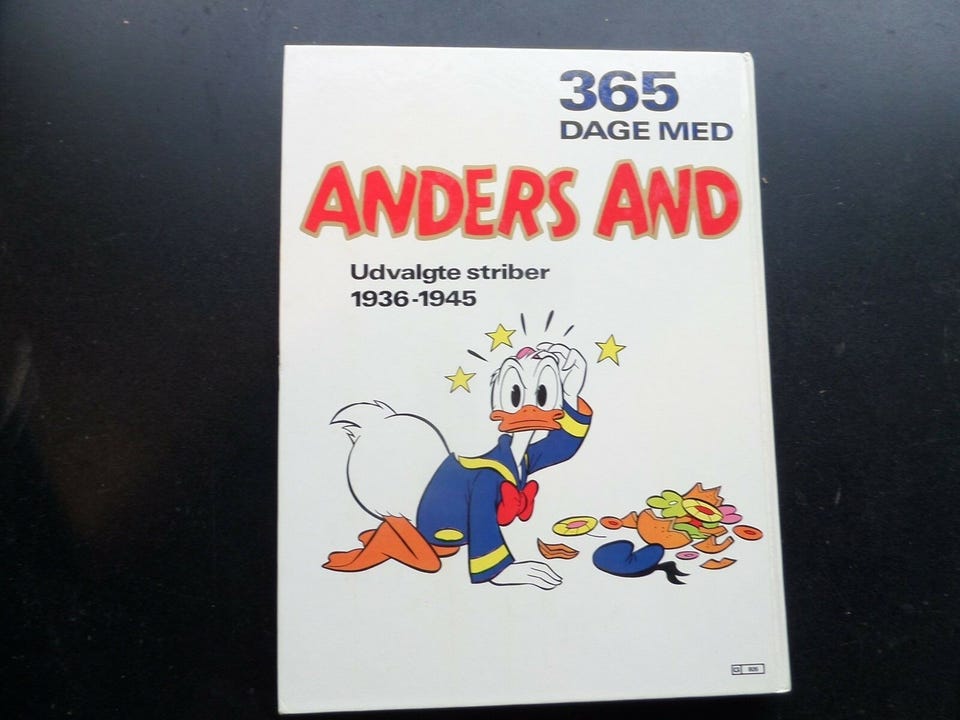 365
DAGE MED
ANDERS AND
Udvalgte striber
1936-1945